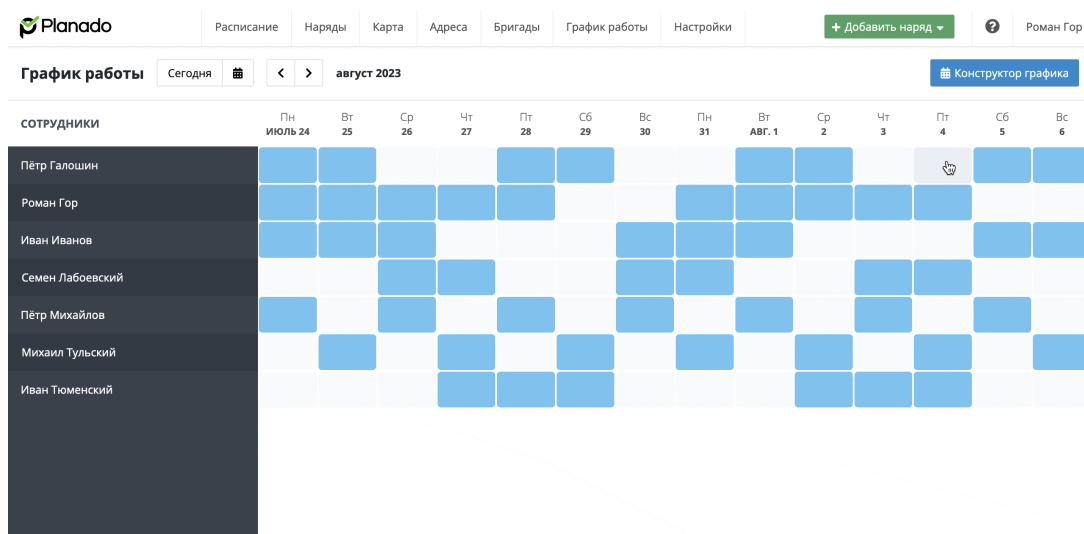 Planado Расписание Наряды Карта Адреса Бригады График работы Настройки + Добавить наряд ? Роман Гор
График работы Сегодня < > август 2023 Конструктор графика
СОТРУДНИКИ Пн Вт Ср Чт Пт Сб Вс Пн Вт Ср Чт Пт Сб Вс
ИЮЛЬ 24 25 26 27 28 29 30 31 АВГ. 1 2 3 4 5 6
Пётр Галошин
Роман Гор
Иван Иванов
Семен Лабоевский
Пётр Михайлов
Михаил Тульский
Иван Тюменский